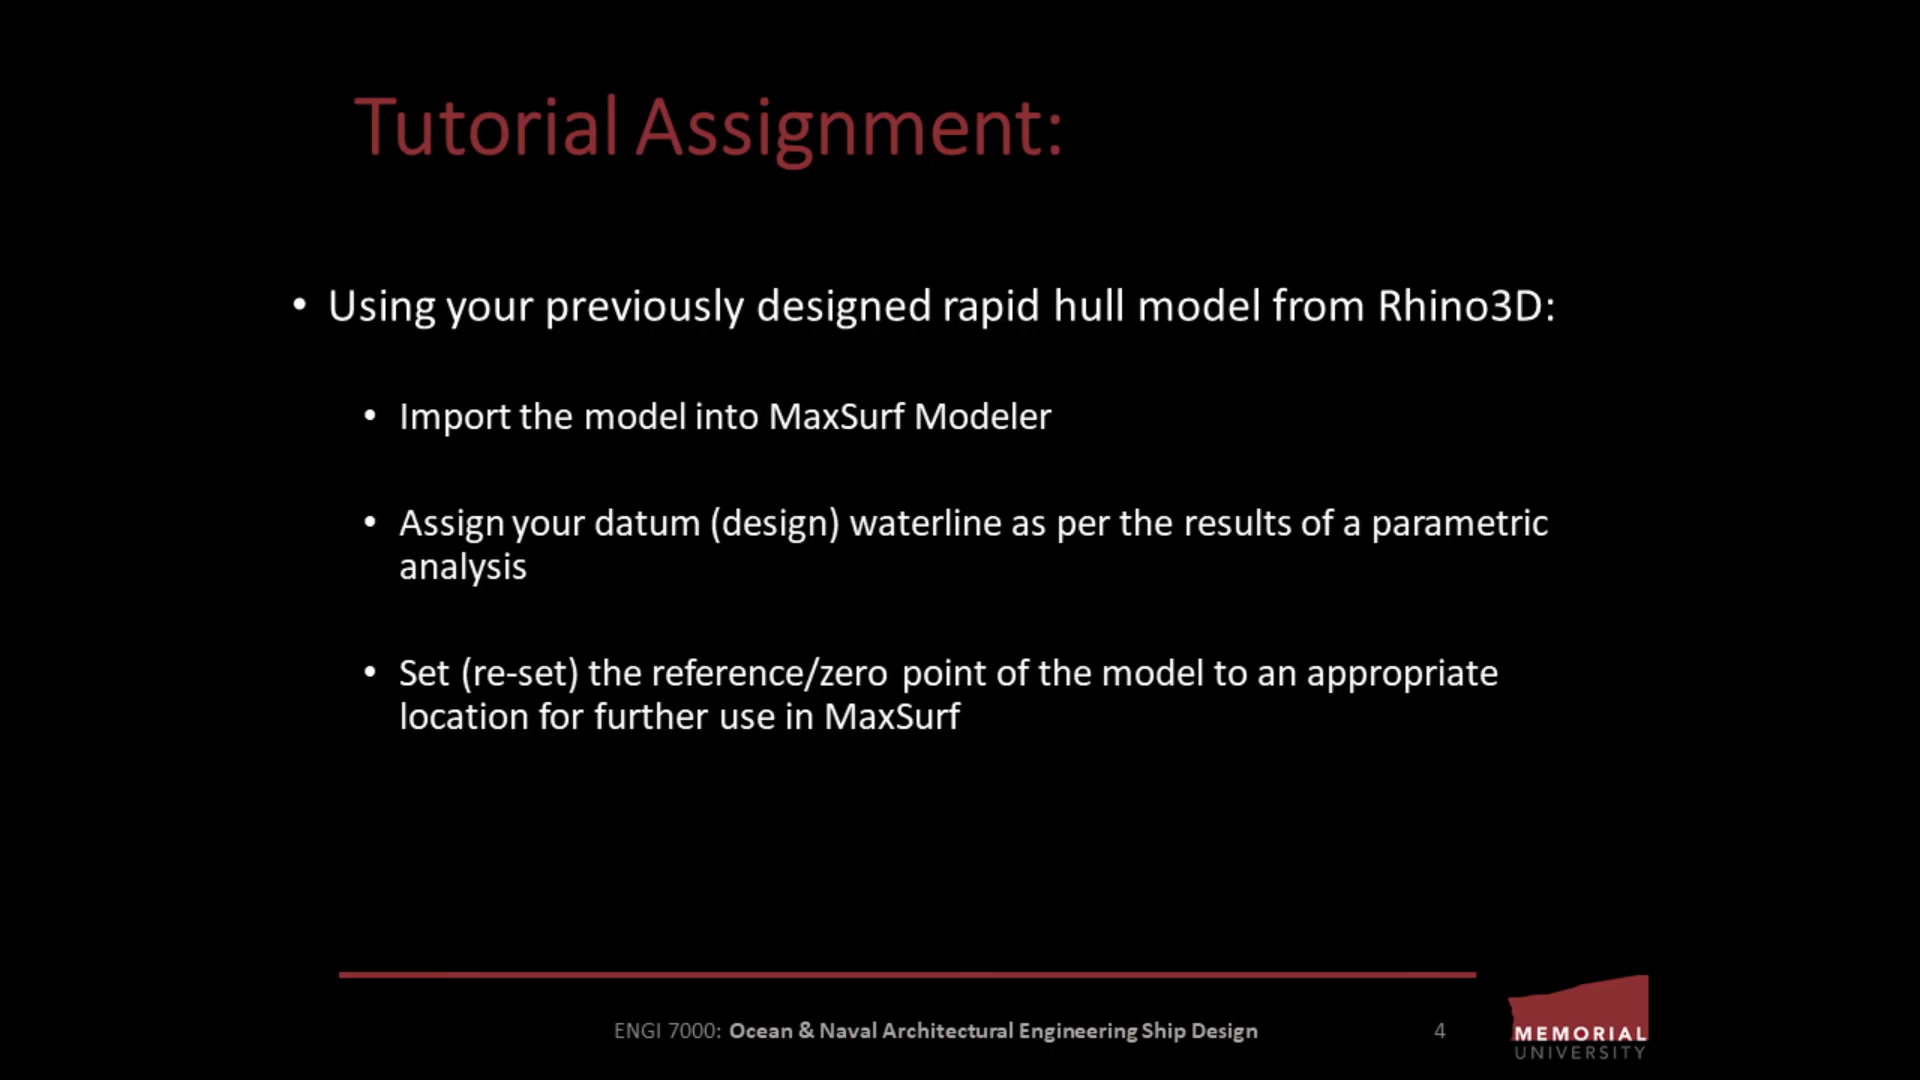 Tutorial Assignment:
• Using your previously designed rapid hull model from Rhino3D:
• Import the model into MaxSurf Modeler
• Assign your datum (design) waterline as per the results of a parametric
analysis
• Set (re-set) the reference/zero point of the model to an appropriate
location for further use in MaxSurf
ENGI 7000: Ocean & Naval Architectural Engineering Ship Design
4
MEMORIAL
UNIVERSITY